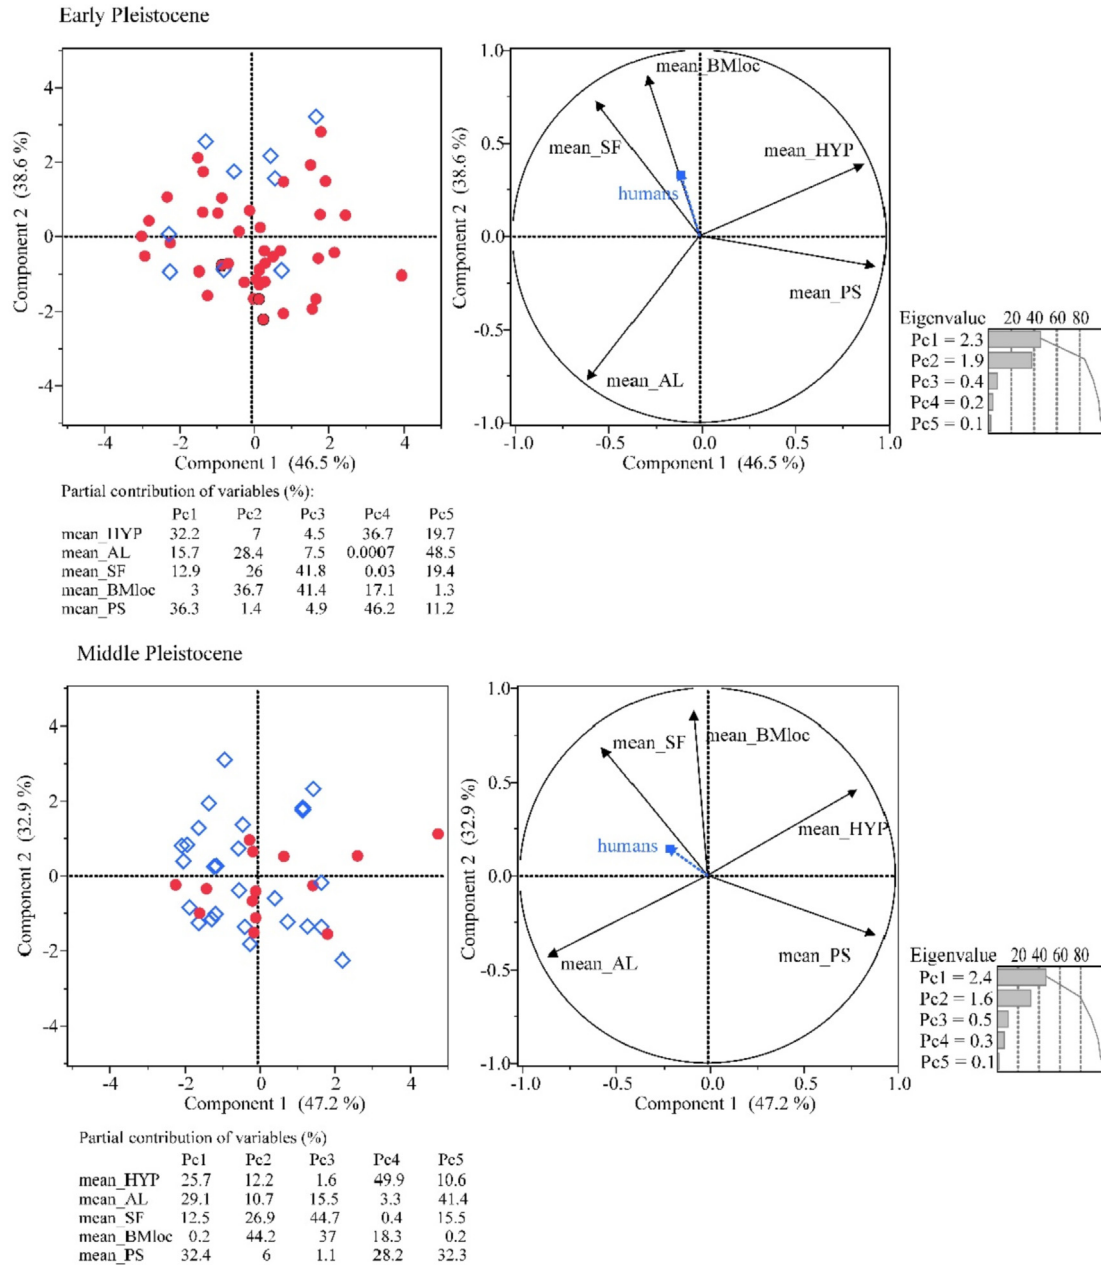 Early Pleistocene
4
2
0
-2
-4
Component 2 (38.6 %)
-4
-2
0
2
4
Component 1 (46.5 %)
1.0
0.5
0.0
-0.5
-1.0
Component 2 (38.6 %)
mean_BMloc
mean_SF
mean_HYP
humans
mean_PS
mean_AL
-1.0
-0.5
0.0
0.5
1.0
Component 1 (46.5 %)
Eigenvalue 20 40 60 80
Pc1 = 2.3
Pc2 = 1.9
Pc3 = 0.4
Pc4 = 0.2
Pc5 = 0.1
Partial contribution of variables (%):
Pc1 Pc2 Pc3 Pc4 Pc5
mean_HYP 32.2 7 4.5 36.7 19.7
mean_AL 15.7 28.4 7.5 0.0007 48.5
mean_SF 12.9 26 41.8 0.03 19.4
mean_BMloc 3 36.7 41.4 17.1 1.3
mean_PS 36.3 1.4 4.9 46.2 11.2
Middle Pleistocene
4
2
0
-2
-4
Component 2 (32.9 %)
-4
-2
0
2
4
Component 1 (47.2 %)
1.0
0.5
0.0
-0.5
-1.0
Component 2 (32.9 %)
mean_SF
mean_BMloc
mean_HYP
humans
mean_PS
mean_AL
-1.0
-0.5
0.0
0.5
1.0
Component 1 (47.2 %)
Eigenvalue 20 40 60 80
Pc1 = 2.4
Pc2 = 1.6
Pc3 = 0.5
Pc4 = 0.3
Pc5 = 0.1
Partial contribution of variables (%)
Pc1 Pc2 Pc3 Pc4 Pc5
mean_HYP 25.7 12.2 1.6 49.9 10.6
mean_AL 29.1 10.7 15.5 3.3 41.4
mean_SF 12.5 26.9 44.7 0.4 15.5
mean_BMloc 0.2 44.2 37 18.3 0.2
mean_PS 32.4 6 1.1 28.2 32.3